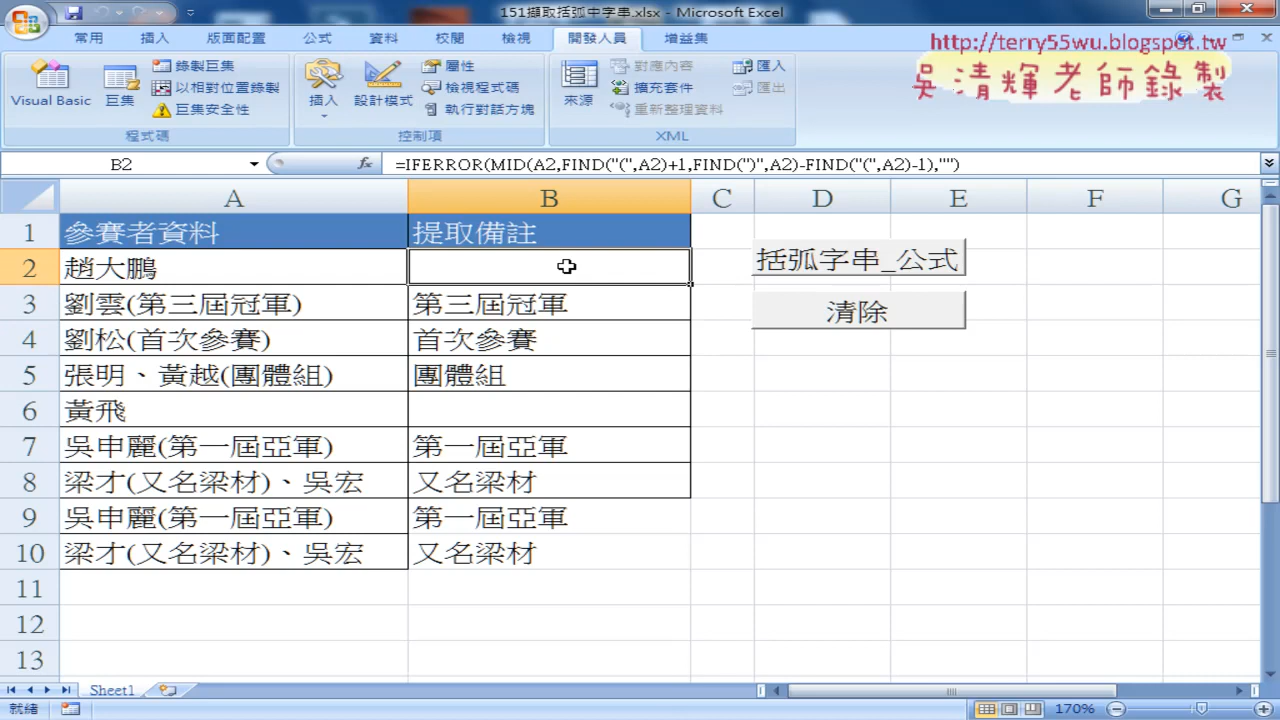 151擷取括弧中字串.xlsx - Microsoft Excel
常用 插入 版面配置 公式 資料 校閱 檢視 開發人員 增益集
http://terry55wu.blogspot.tw
吳清輝老師錄製
Visual Basic 巨集 錄製巨集 以相對位置錄製 巨集安全性
插入 設計模式 屬性 檢視程式碼 執行對話方塊
來源 對應內容 擴充套件 重新整理資料 匯入 匯出
程式碼 控制項 XML
B2 fx =IFERROR(MID(A2,FIND("(",A2)+1,FIND(")",A2)-FIND("(",A2)-1),"")
A B C D E F G
1 參賽者資料 提取備註
2 趙大鵬 括弧字串_公式
3 劉雲(第三屆冠軍) 第三屆冠軍 清除
4 劉松(首次參賽) 首次參賽
5 張明、黃越(團體組) 團體組
6 黃飛
7 吳申麗(第一屆亞軍) 第一屆亞軍
8 梁才(又名梁材)、吳宏 又名梁材
9 吳申麗(第一屆亞軍) 第一屆亞軍
10 梁才(又名梁材)、吳宏 又名梁材
11
12
13
Sheet1
就緒 170%